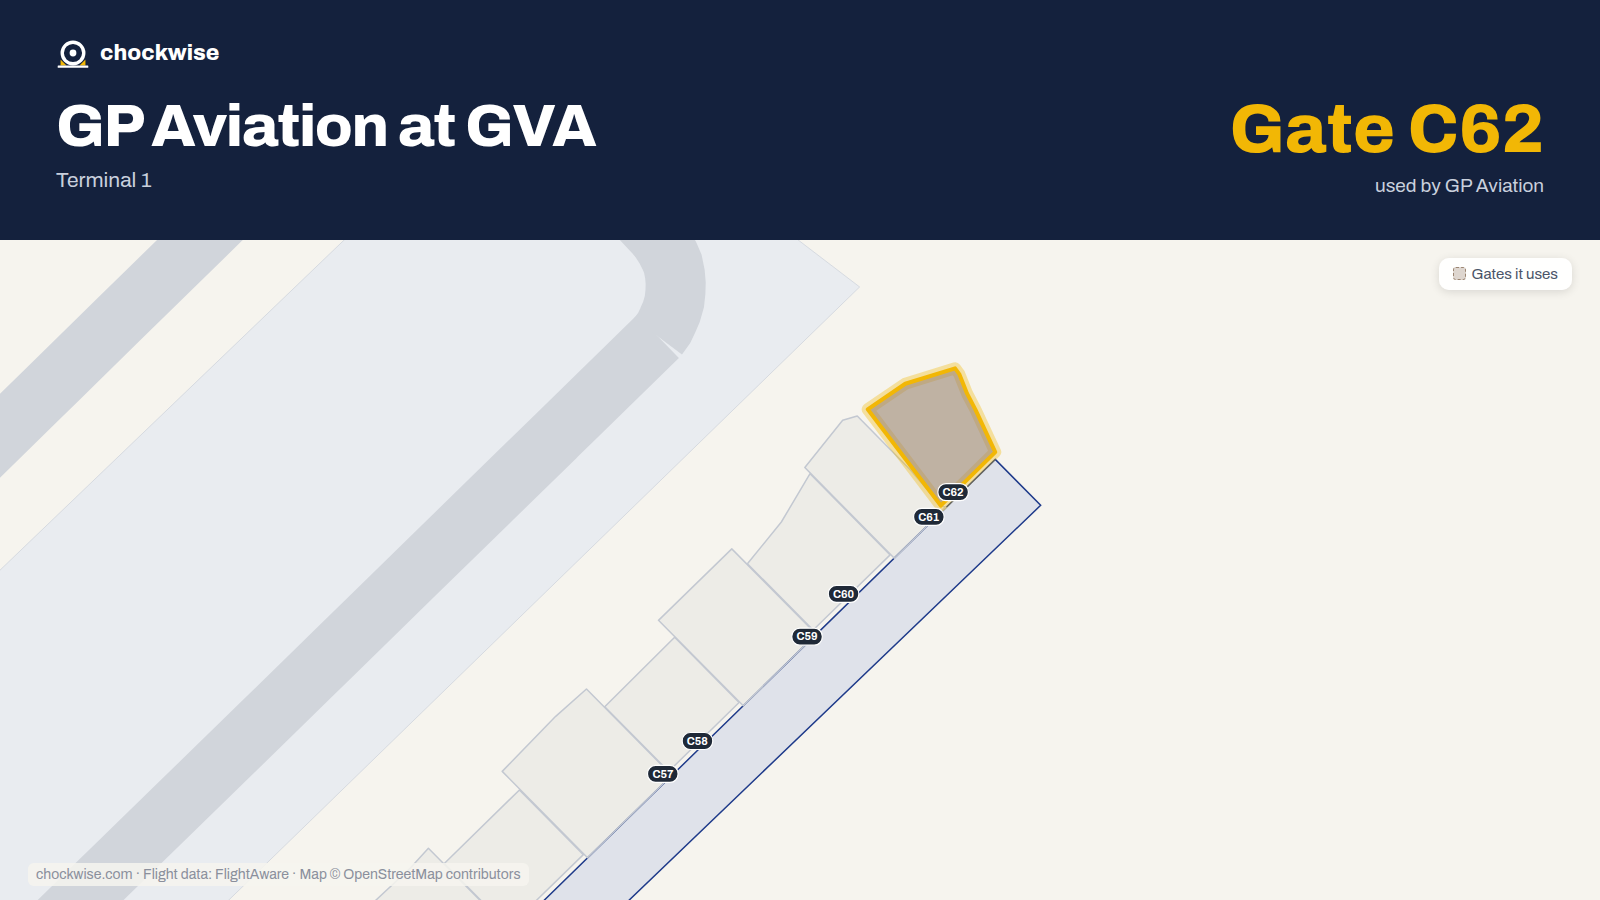 chockwise
GP Aviation at GVA
Terminal 1
Gate C62
used by GP Aviation
Gates it uses
C62
C61
C60
C59
C58
C57
chockwise.com · Flight data: FlightAware · Map © OpenStreetMap contributors